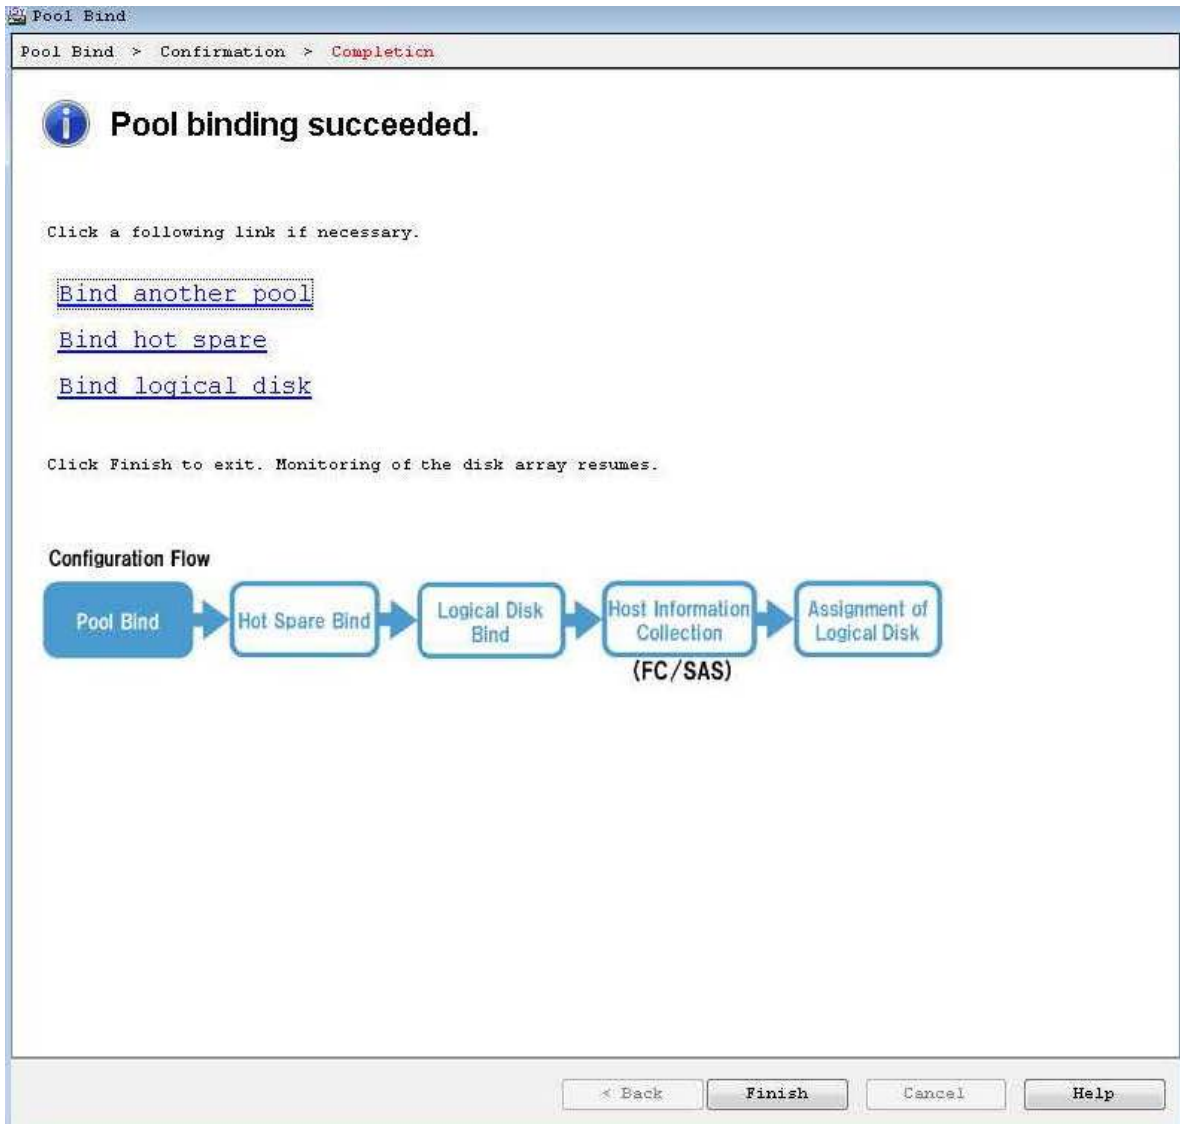 Pool Bind
Pool Bind > Confirmation > Completion
Pool binding succeeded.
Click a following link if necessary.
Bind another pool
Bind hot spare
Bind logical disk
Click Finish to exit. Monitoring of the disk array resumes.
Configuration Flow
Pool Bind
Hot Spare Bind
Logical Disk
Bind
Host Information
Collection
(FC/SAS)
Assignment of
Logical Disk
< Back
Finish
Cancel
Help